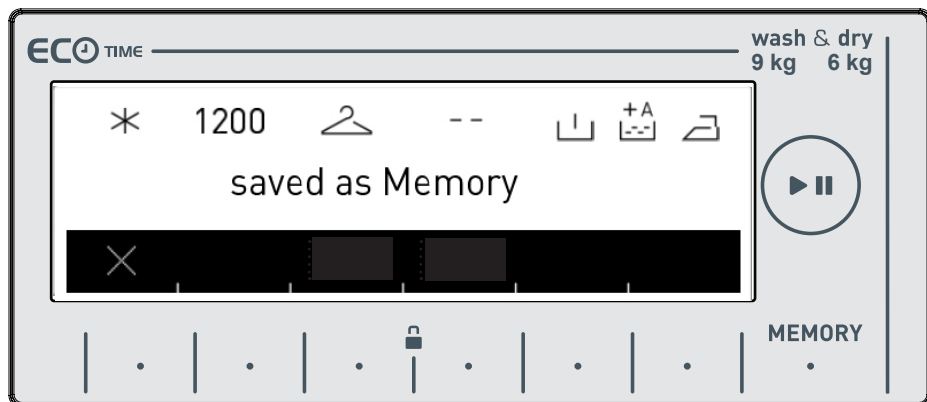 ECO TIME
wash & dry
9 kg 6 kg
1200 -- +A
saved as Memory
MEMORY